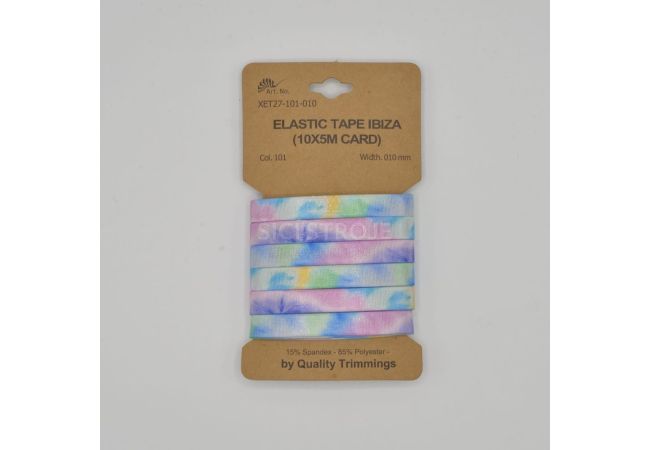 Art. No.
XET27-101-010
ELASTIC TAPE IBIZA
(10X5M CARD)
Col. 101 Width. 010 mm
SICISTROJE
15% Spandex - 85% Polyester -
by Quality Trimmings